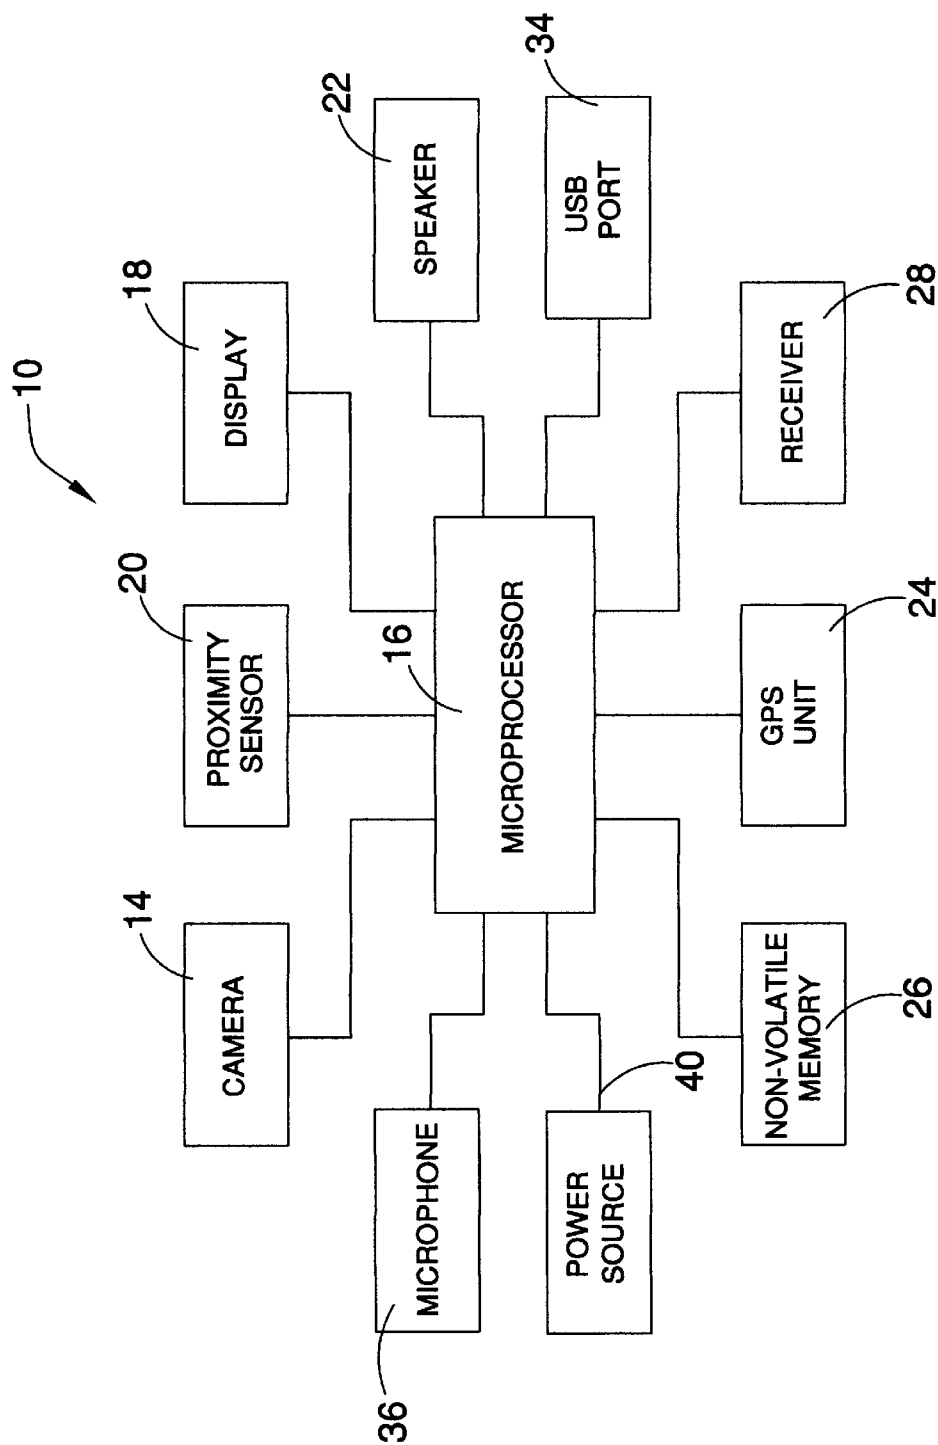 10
14
20
18
CAMERA
PROXIMITY
SENSOR
DISPLAY
36
16
22
MICROPHONE
MICROPROCESSOR
SPEAKER
34
POWER
SOURCE
USB
PORT
40
NON-VOLATILE
MEMORY
GPS
UNIT
RECEIVER
26
24
28